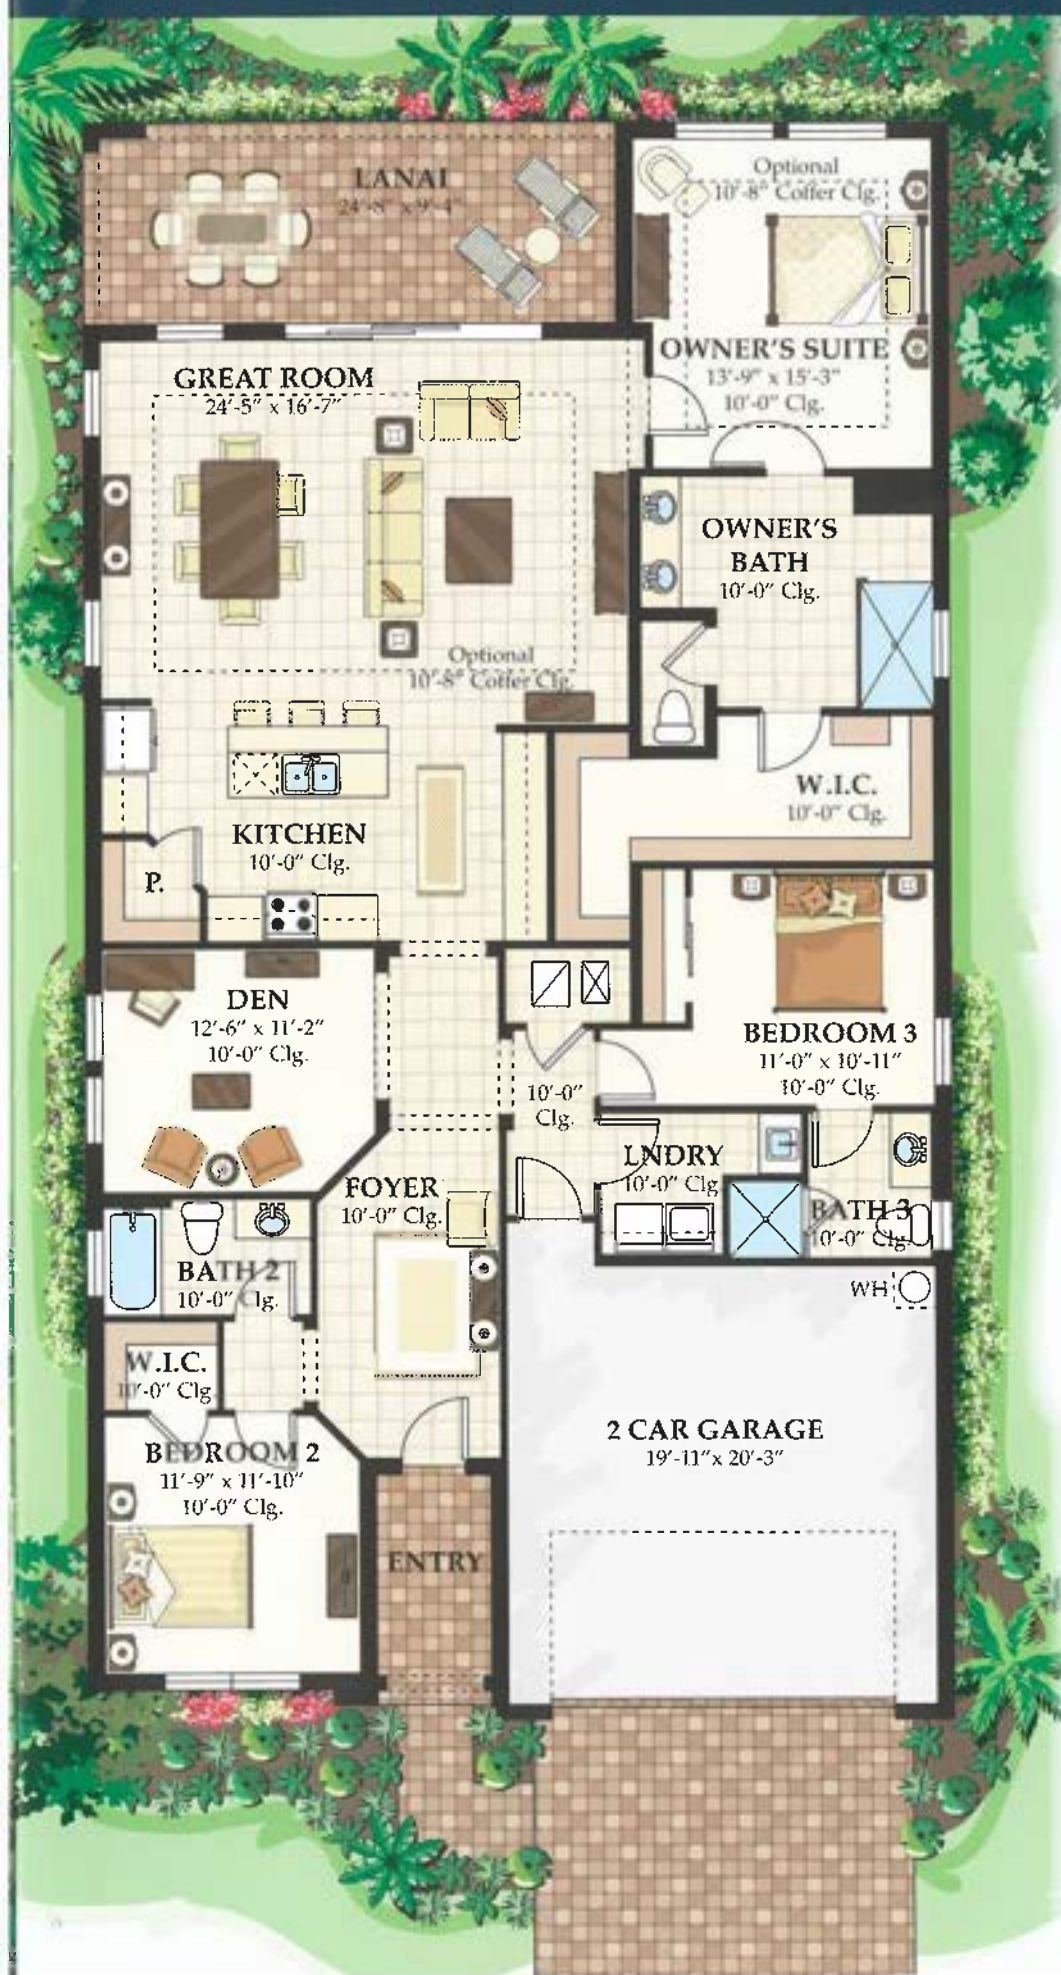 LANAI
24'-8" x 9'-4"
Optional
10'-8" Coffer Clg.
OWNER'S SUITE
13'-9" x 15'-3"
10'-0" Clg.
GREAT ROOM
24'-5" x 16'-7"
OWNER'S
BATH
10'-0" Clg.
Optional
10'-8" Coffer Clg.
W.I.C.
10'-0" Clg.
KITCHEN
10'-0" Clg.
P.
DEN
12'-6" x 11'-2"
10'-0" Clg.
BEDROOM 3
11'-0" x 10'-11"
10'-0" Clg.
10'-0"
Clg.
LNDRY
10'-0" Clg
FOYER
10'-0" Clg.
BATH 3
10'-0" Clg.
BATH 2
10'-0" Clg.
WH
W.I.C.
10'-0" Clg
2 CAR GARAGE
19'-11"x 20'-3"
BEDROOM 2
11'-9" x 11'-10"
10'-0" Clg.
ENTRY